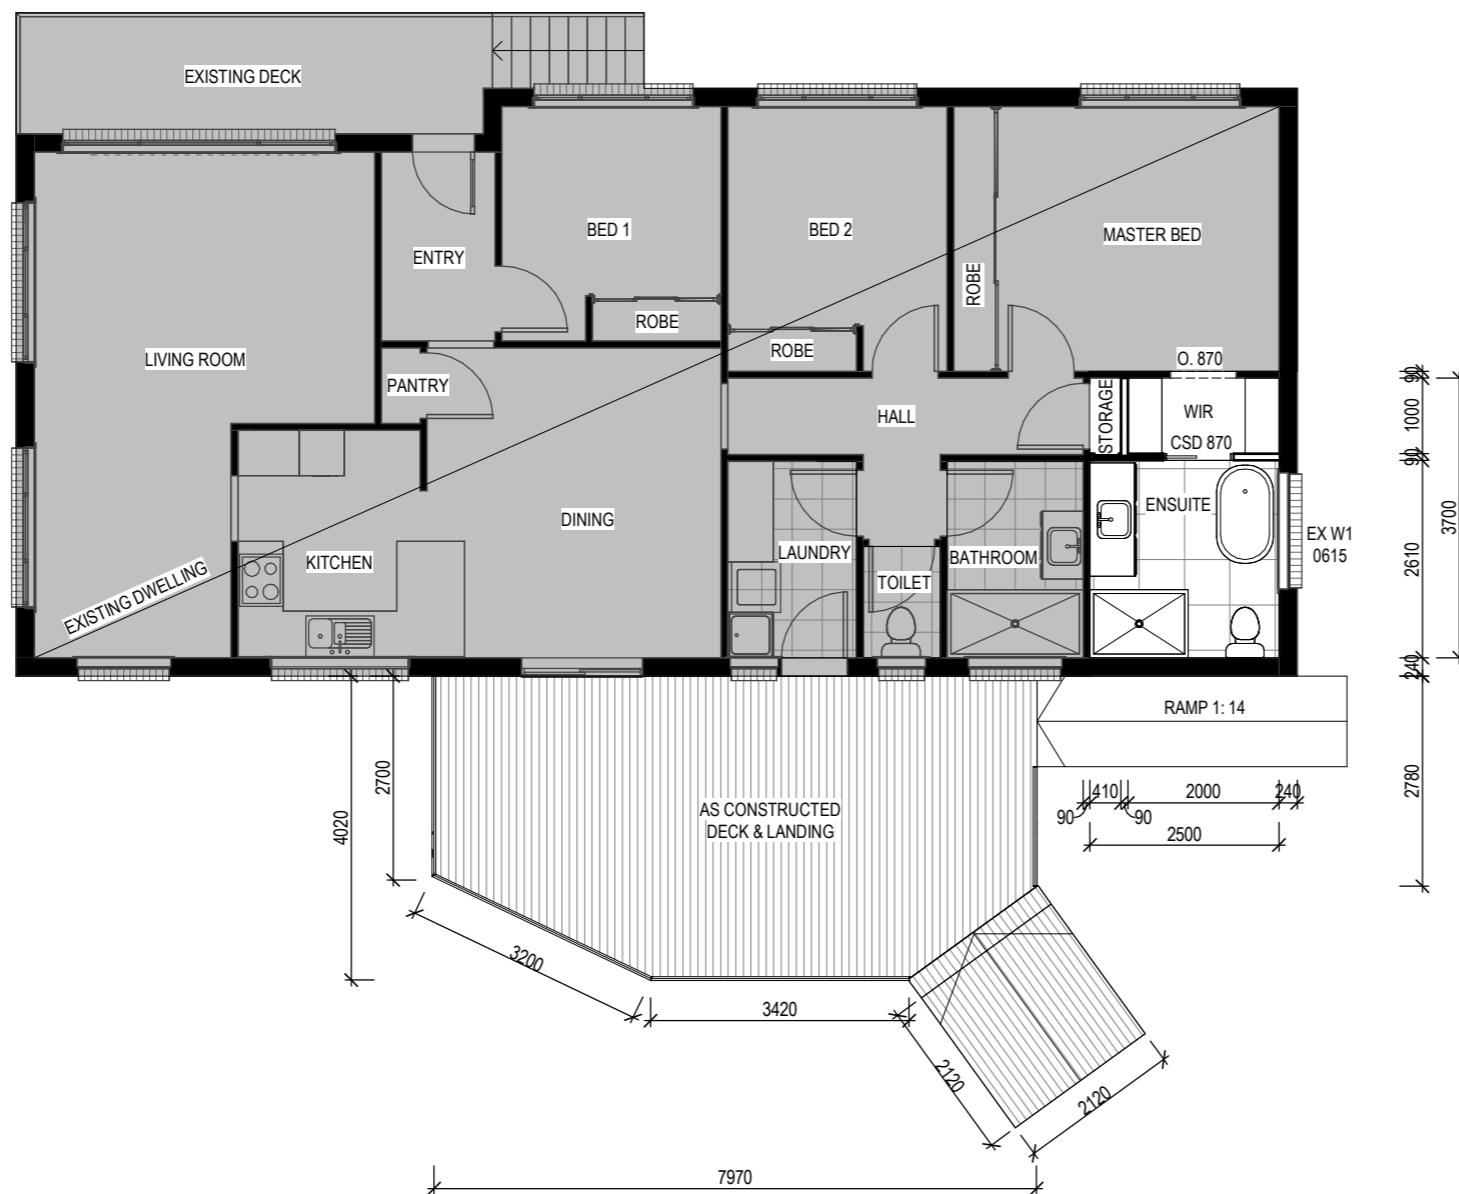 EXISTING DECK
BED 1
BED 2
MASTER BED
ENTRY
ROBE
ROBE
ROBE
LIVING ROOM
PANTRY
O. 870
HALL
STORAGE
WIR
CSD 870
DINING
ENSUITE
KITCHEN
LAUNDRY
TOILET
BATHROOM
EX W1
0615
EXISTING DWELLING
90
1000
90
2610
240
3700
2780
RAMP 1: 14
AS CONSTRUCTED
DECK & LANDING
2700
4020
410
2000
240
90
90
2500
3200
3420
2120
2120
7970